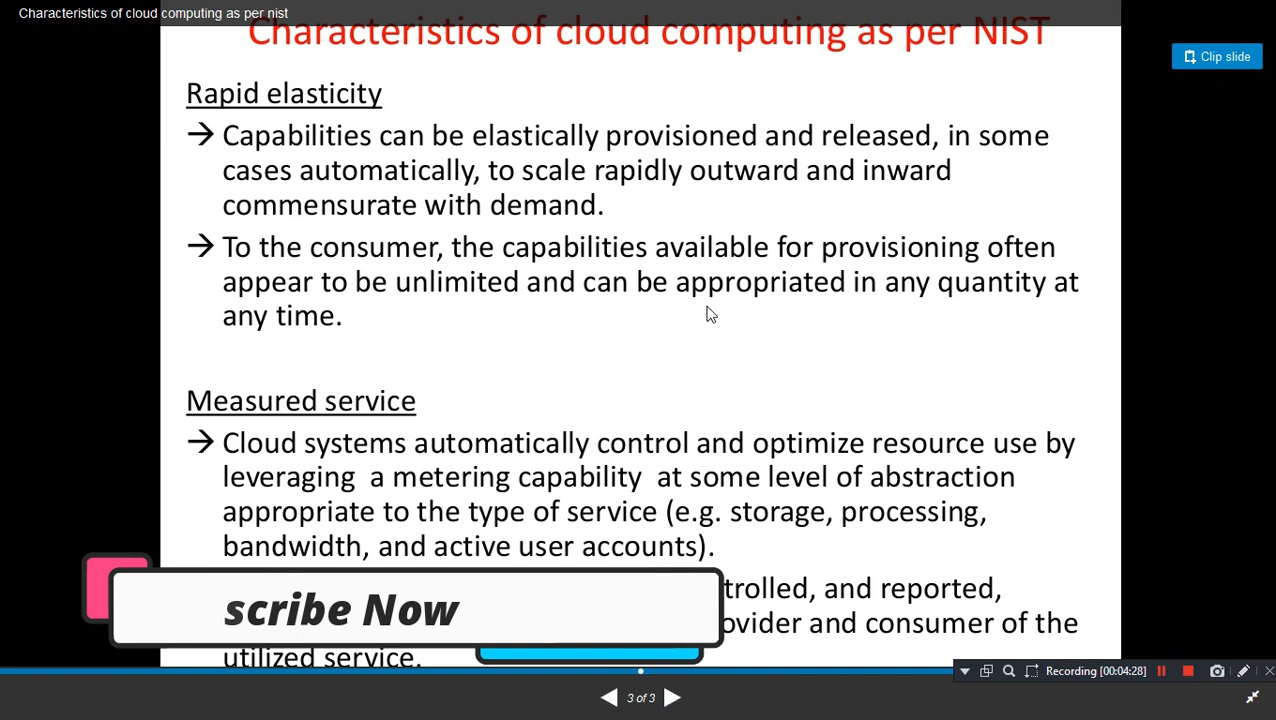 Characteristics of cloud computing as per nist
Characteristics of cloud computing as per NIST
Clip slide
Rapid elasticity
→ Capabilities can be elastically provisioned and released, in some
cases automatically, to scale rapidly outward and inward
commensurate with demand.
→ To the consumer, the capabilities available for provisioning often
appear to be unlimited and can be appropriated in any quantity at
any time.
Measured service
→ Cloud systems automatically control and optimize resource use by
leveraging a metering capability at some level of abstraction
appropriate to the type of service (e.g. storage, processing,
bandwidth, and active user accounts).
trolled, and reported,
scribe Now
ovider and consumer of the
utilized service.
Recording [00:04:28]
3 of 3